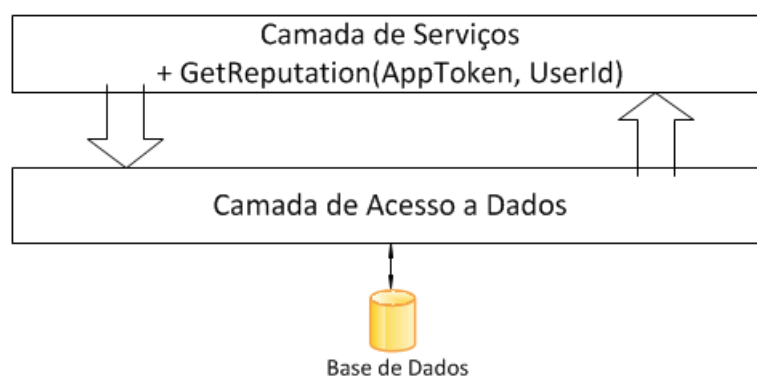 Camada de Serviços
+ GetReputation(AppToken, UserId)
Camada de Acesso a Dados
Base de Dados